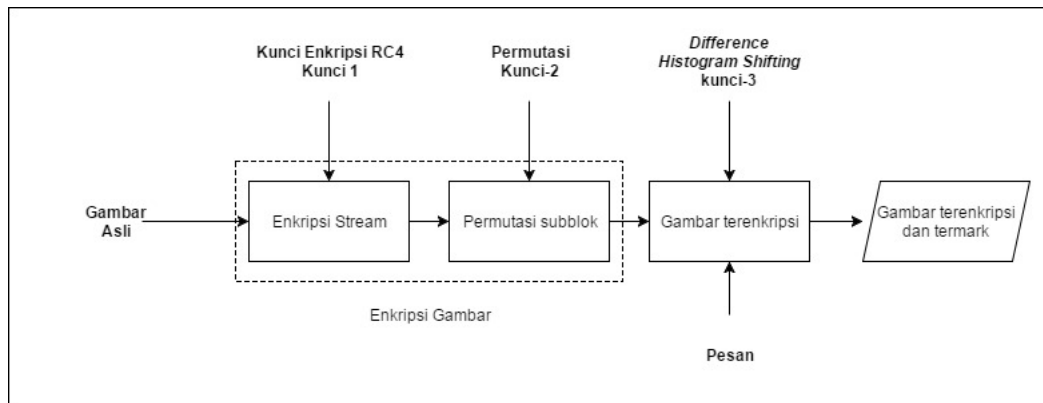 Kunci Enkripsi RC4
Kunci 1
Permutasi
Kunci-2
Difference
Histogram Shifting
kunci-3
Gambar
Asli
Enkripsi Stream
Permutasi subblok
Gambar terenkripsi
Gambar terenkripsi
dan termark
Enkripsi Gambar
Pesan